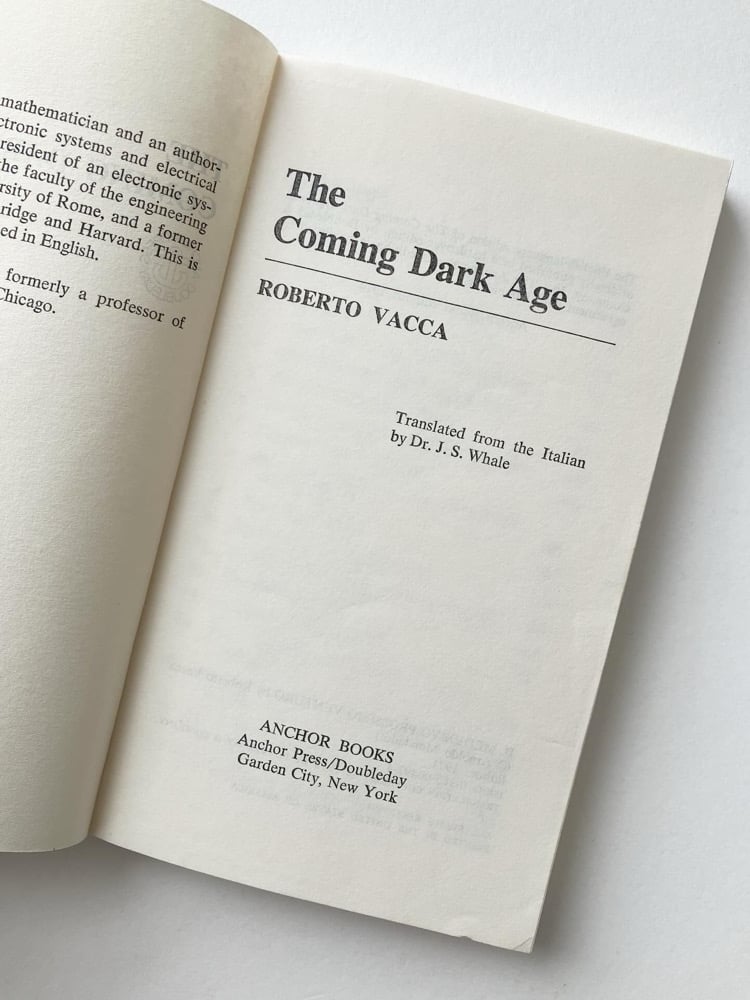 mathematician and an author-
ctronic systems and electrical
resident of an electronic sys-
the faculty of the engineering
rsity of Rome, and a former
ridge and Harvard. This is
ed in English.
formerly a professor of
Chicago.
The
Coming Dark Age
ROBERTO VACCA
Translated from the Italian
by Dr. J. S. Whale
ANCHOR BOOKS
Anchor Press/Doubleday
Garden City, New York